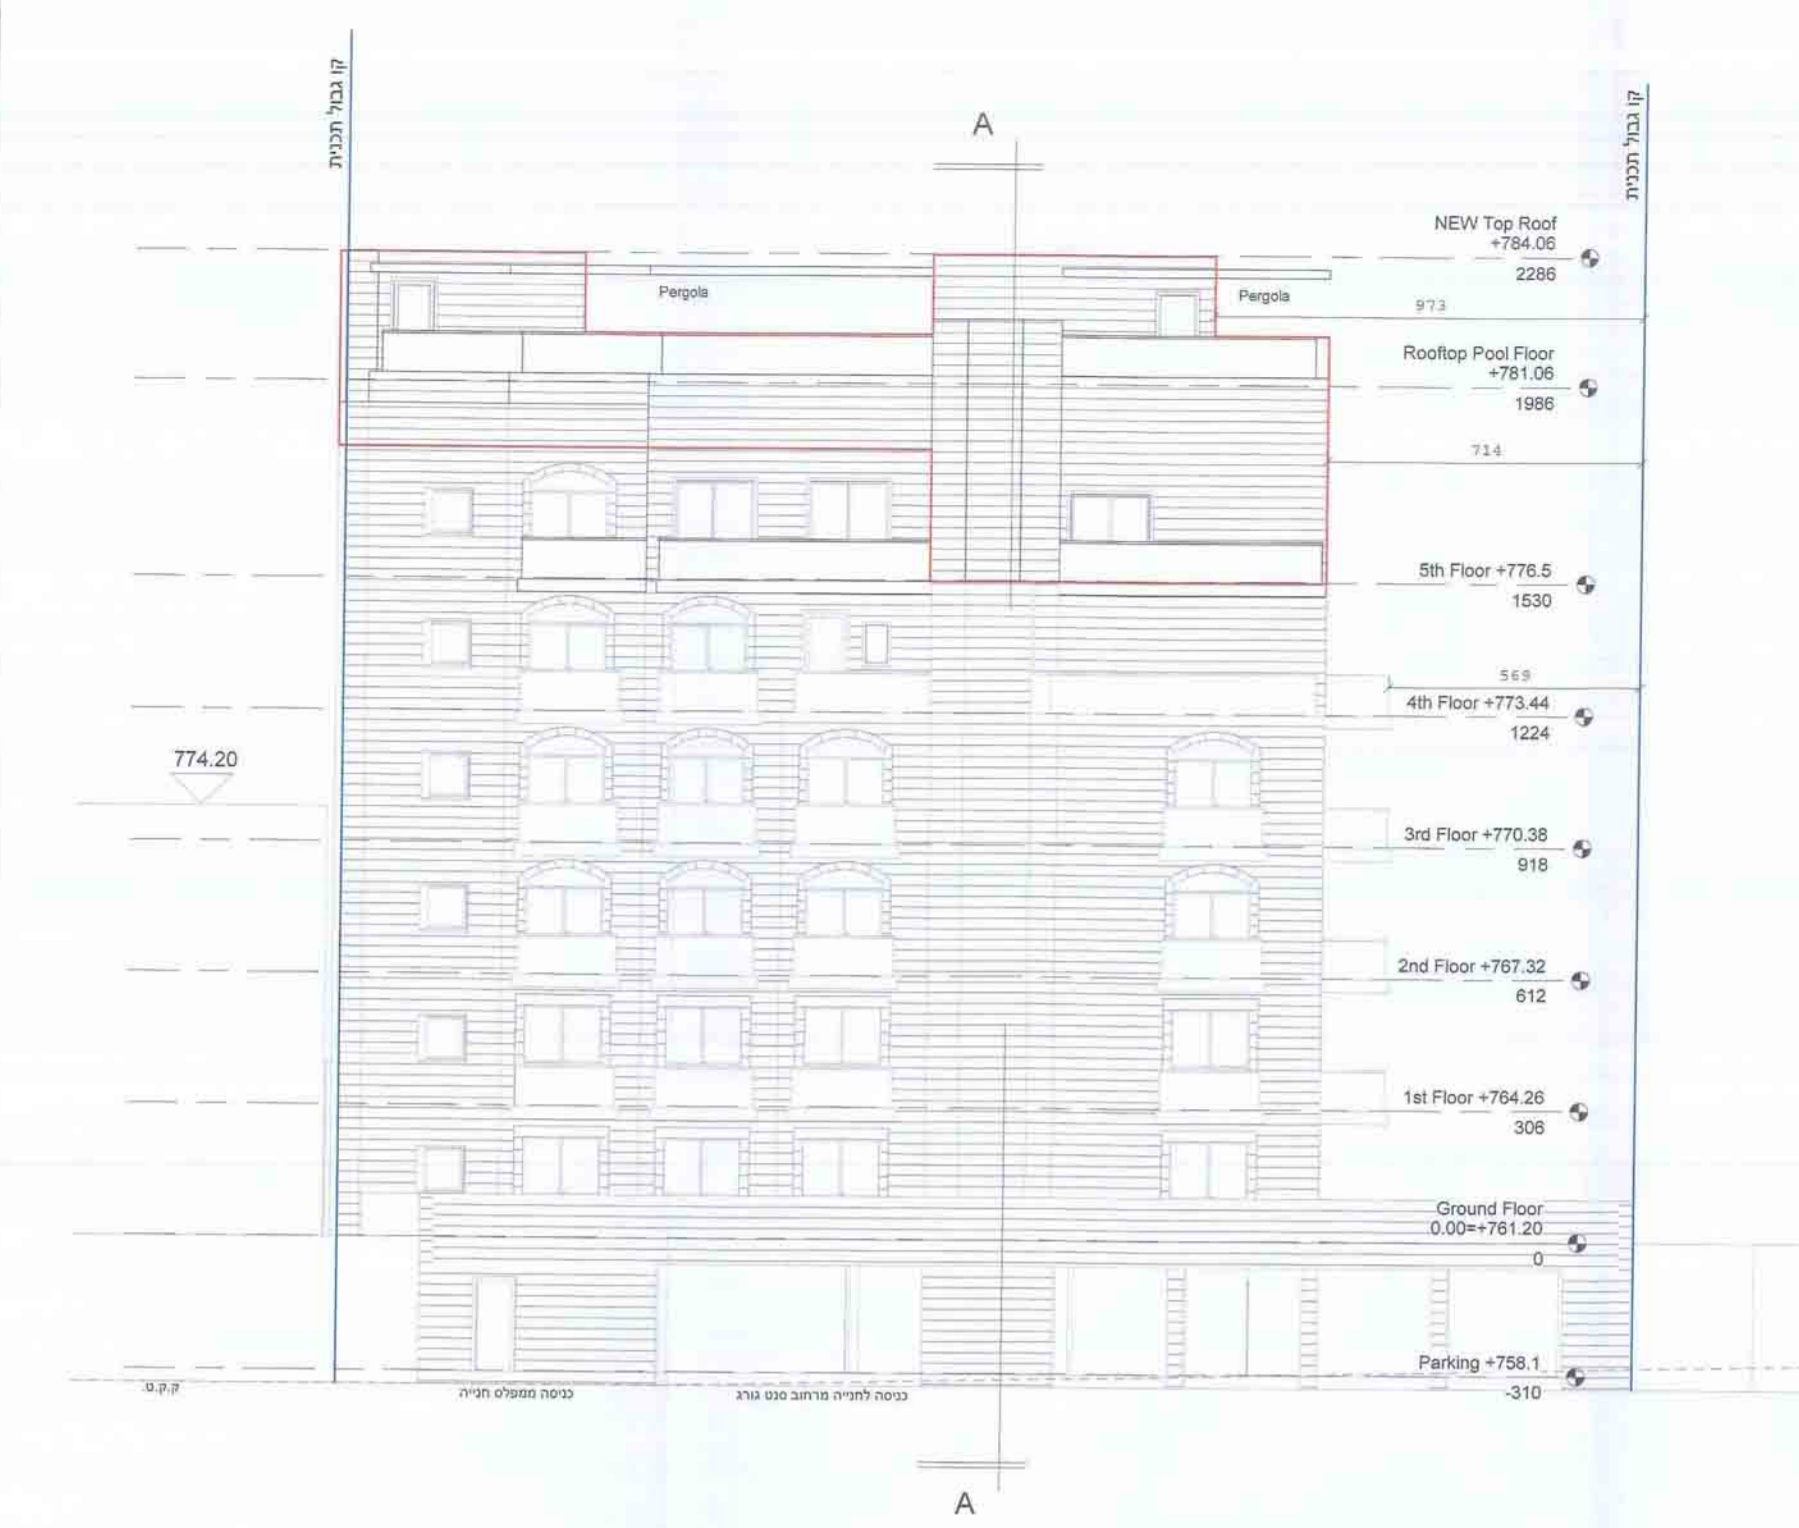 קו גבול תכנית
קו גבול תכנית
A
NEW Top Roof
+784.06
2286
Pergola
Pergola
973
Rooftop Pool Floor
+781.06
1986
714
5th Floor +776.5
1530
569
4th Floor +773.44
1224
774.20
3rd Floor +770.38
918
2nd Floor +767.32
612
1st Floor +764.26
306
Ground Floor
0.00=+761.20
0
Parking +758.1
-310
ק.ק.ט.
כניסה ממפלס חנייה
כניסה לחנייה מרחוב סנט גורג
A